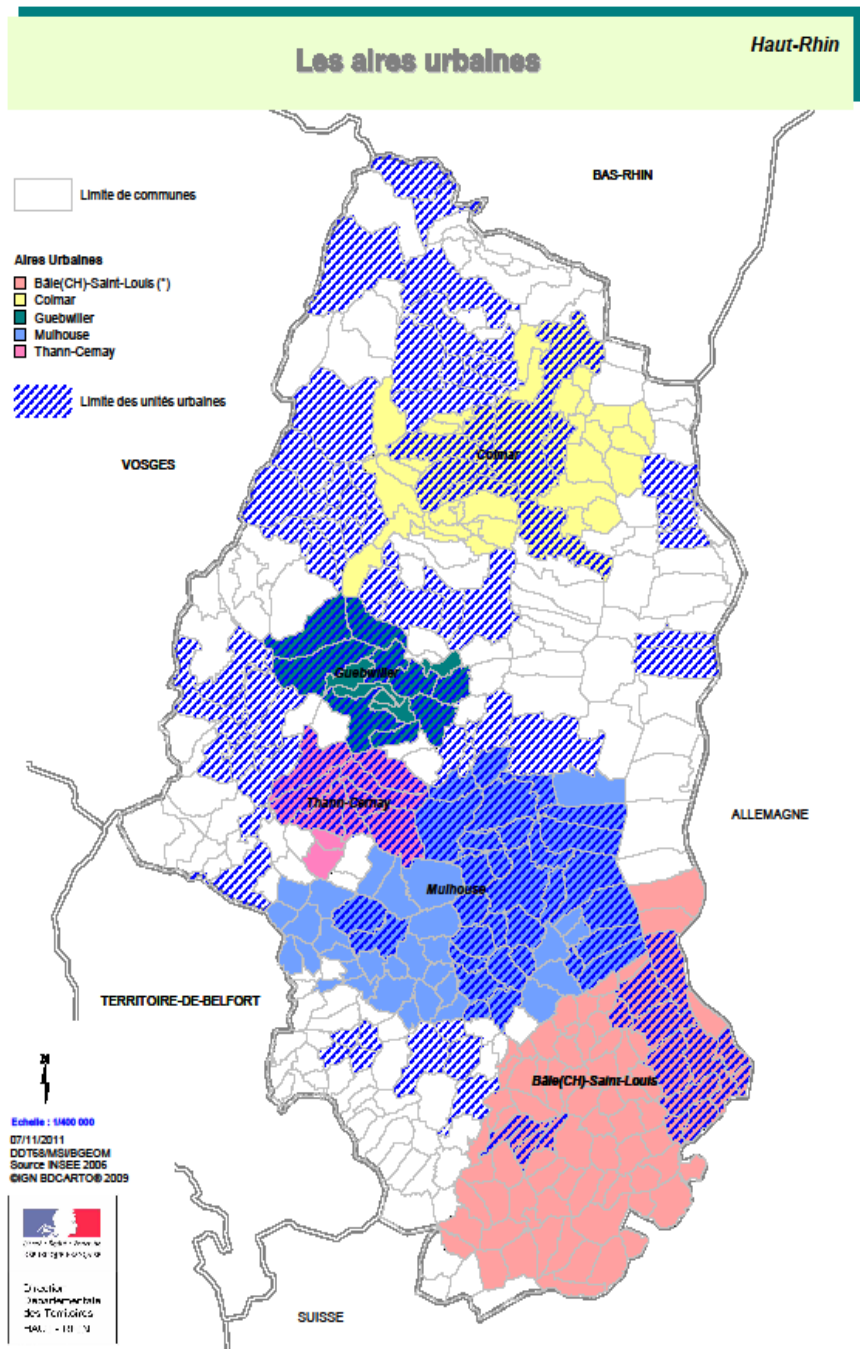 Les aires urbaines
Haut-Rhin
BAS-RHIN
Limite de communes
Aires Urbaines
Bâle(CH)-Saint-Louis (*)
Colmar
Guebwiller
Mulhouse
Thann-Cernay
Limite des unités urbaines
VOSGES
Colmar
Guebwiller
Thann-Cernay
ALLEMAGNE
Mulhouse
TERRITOIRE-DE-BELFORT
Bâle(CH)-Saint-Louis
N
Echelle : 1/400 000
07/11/2011
DDT68/MSI/BGEOM
Source INSEE 2006
©IGN BDCARTO® 2009
Direction
Départementale
des Territoires
HAUT-RHIN
SUISSE